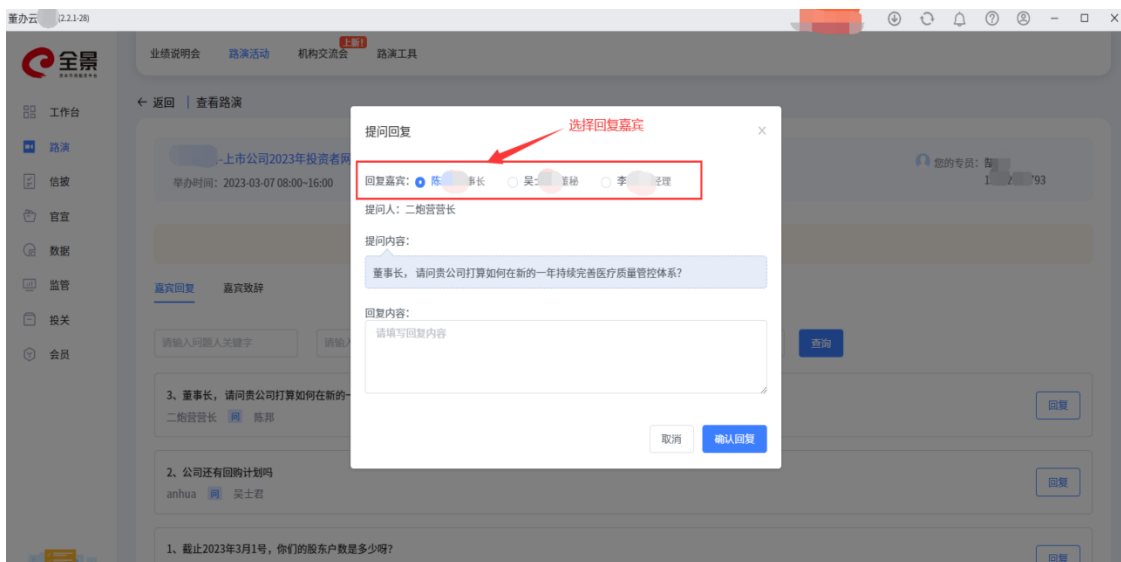 董办云 (2.2.1-28)
全景
业绩说明会 路演活动 机构交流会 上新! 路演工具
工作台
路演
信披
官宣
数据
监管
投关
会员
← 返回 | 查看路演
-上市公司2023年投资者网
举办时间: 2023-03-07 08:00~16:00
您的专员:
93
选择回复嘉宾
提问回复
回复嘉宾: 陈 事长 吴 董秘 李 经理
提问人: 二炮营营长
提问内容:
董事长, 请问贵公司打算如何在新的一年持续完善医疗质量管控体系?
回复内容:
请填写回复内容
取消 确认回复
嘉宾回复 嘉宾致辞
请输入问题人关键字 请输入 查询
3、董事长, 请问贵公司打算如何在新的一
二炮营营长 问 陈邦
回复
2、公司还有回购计划吗
anhua 问 吴士君
回复
1、截止2023年3月1号, 你们的股东户数是多少呀?
回复